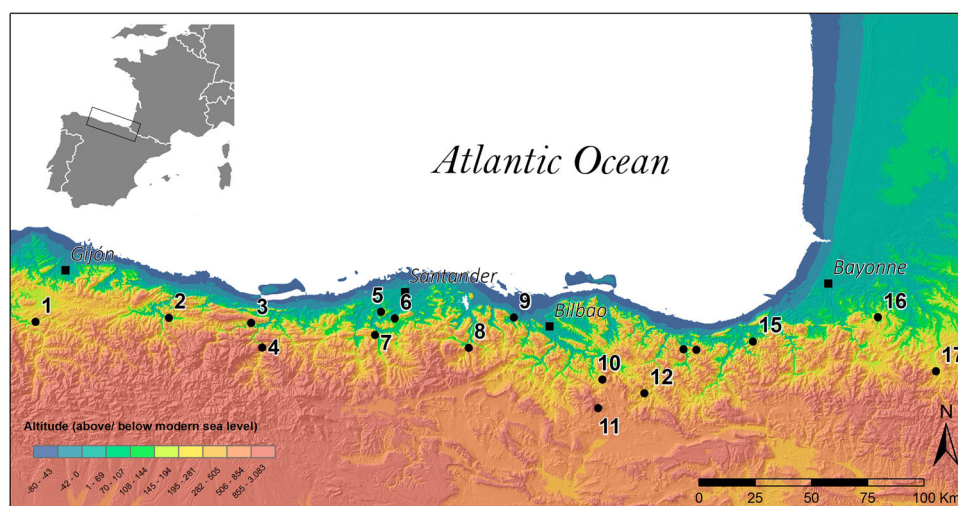 Atlantic Ocean
Gijón
Santander
Bilbao
Bayonne
1
2
3
4
5
6
7
8
9
10
11
12
15
16
17
Altitude (above/ below modern sea level)
-80 - -43
-42 - 0
1 - 69
70 - 107
108 - 144
145 - 194
195 - 281
282 - 505
506 - 854
855 - 3.083
N
0 25 50 75 100 Km